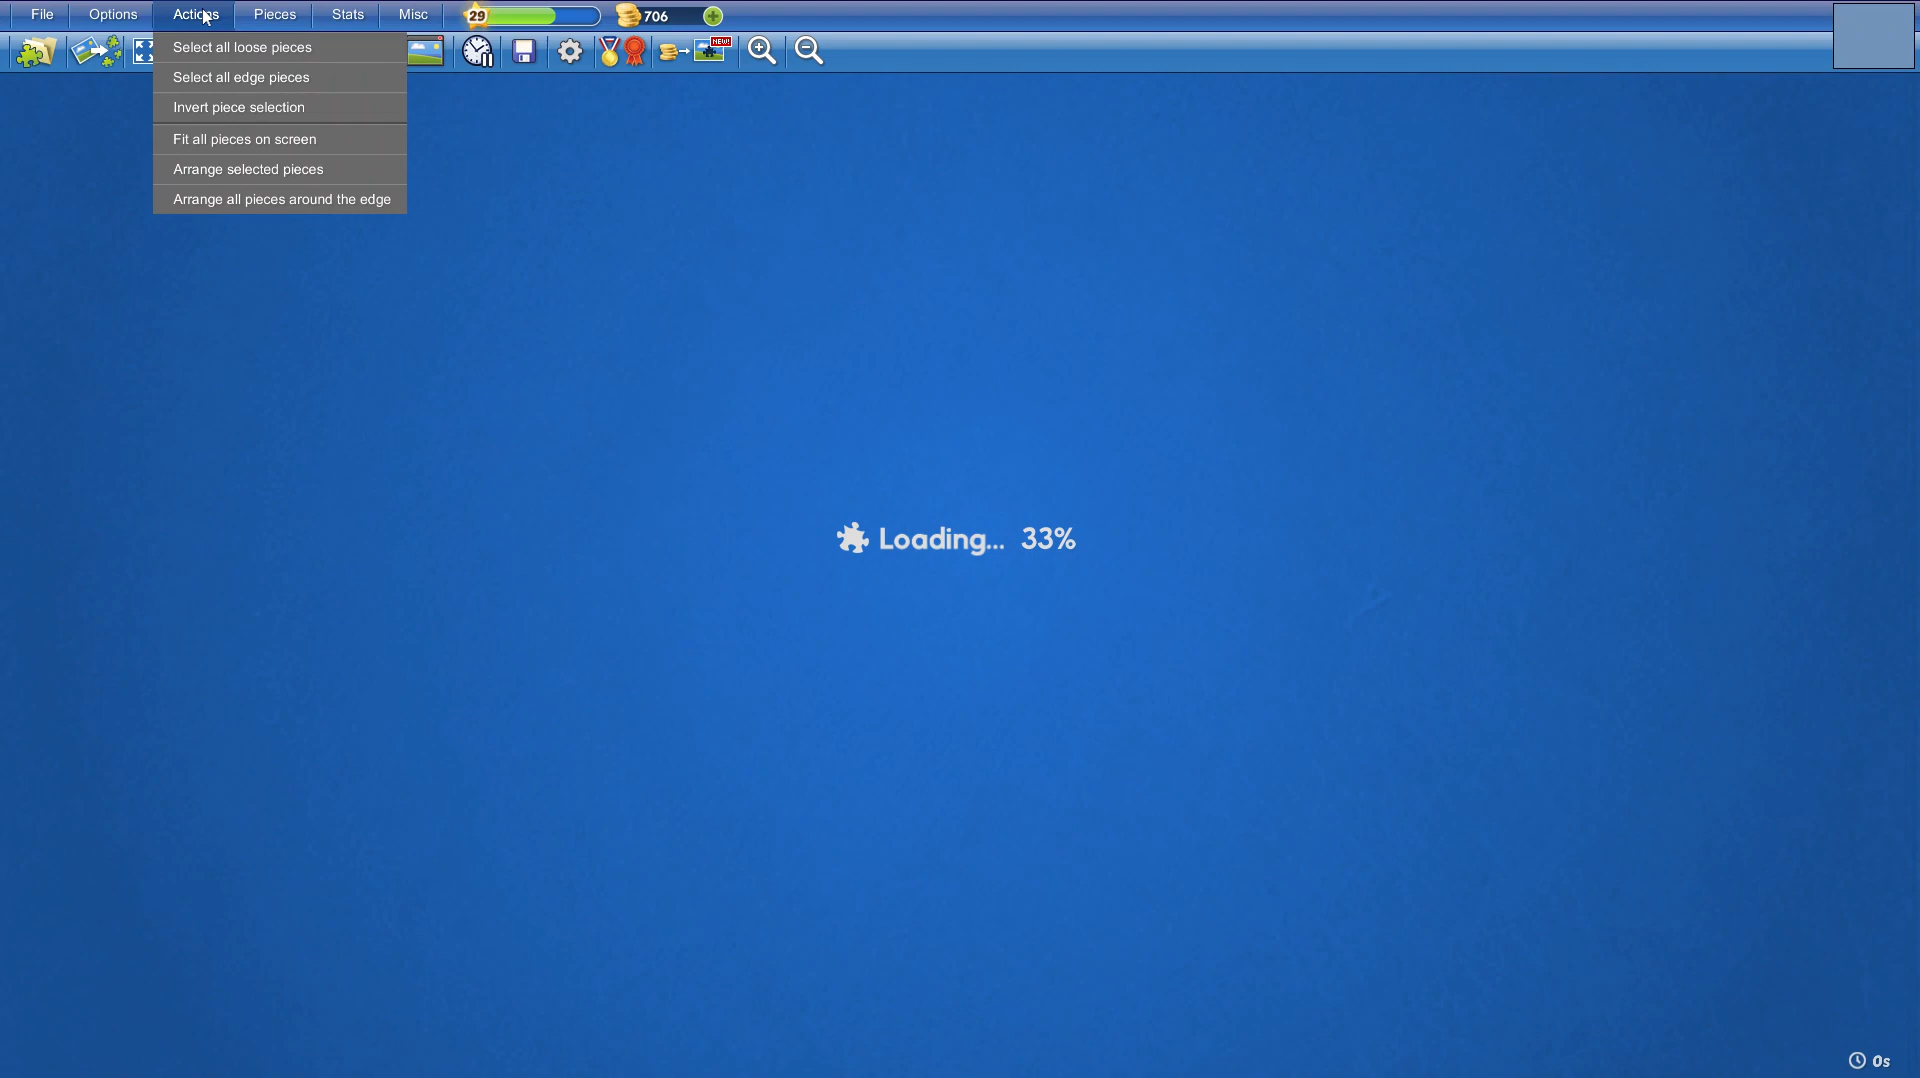 File Options Actions Pieces Stats Misc 29 706
NEW!
Select all loose pieces
Select all edge pieces
Invert piece selection
Fit all pieces on screen
Arrange selected pieces
Arrange all pieces around the edge
Loading... 33%
0s